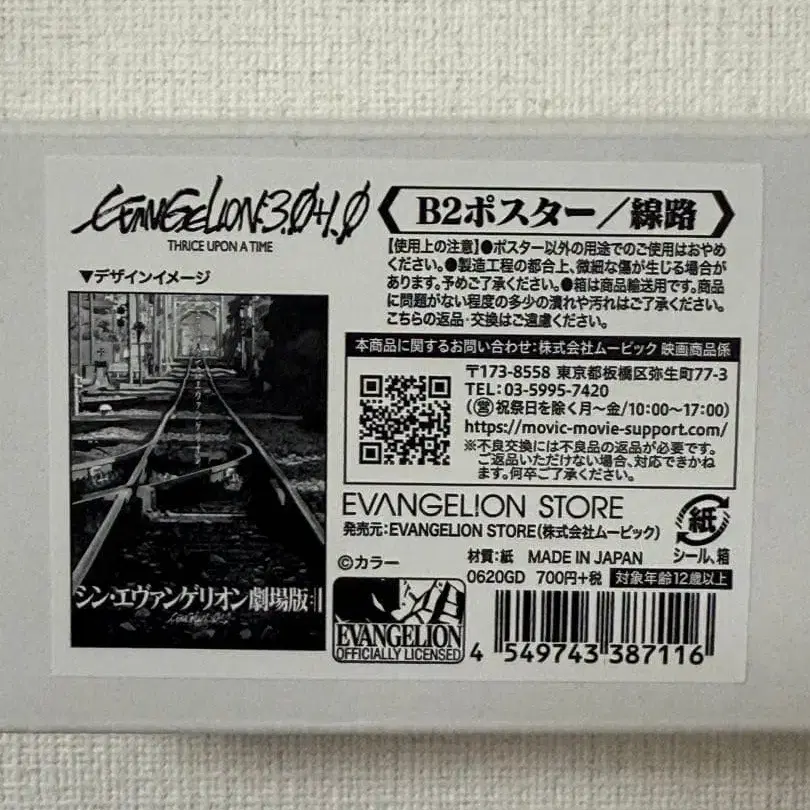 EVANGELION:3.0+1.0
THRICE UPON A TIME
B2ポスター/線路
【使用上の注意】●ポスター以外の用途でのご使用はおやめ
ください。●製造工程の都合上、微細な傷が生じる場合が
あります。予めご了承ください。●箱は商品輸送用です。商品
に問題がない程度の多少の潰れや汚れはご了承ください。
こちらの返品・交換はご遠慮ください。
▼デザインイメージ
シン・エヴァンゲリオン
シン・エヴァンゲリオン劇場版:||
本商品に関するお問い合わせ:株式会社ムービック 映画商品係
〒173-8558 東京都板橋区弥生町77-3
TEL:03-5995-7420
(営)祝祭日を除く月~金/10:00~17:00)
https://movic-movie-support.com/
※不良交換には不良品の返品が必要です。
ご返品いただけない場合、対応できかね
ます。何卒ご了承ください。
EVANGELION STORE
発売元:EVANGELION STORE(株式会社ムービック)
紙
シール、箱
©カラー
材質:紙 MADE IN JAPAN
0620GD 700円+税 対象年齢12歳以上
EVANGELION
OFFICIALLY LICENSED
4 549743 387116